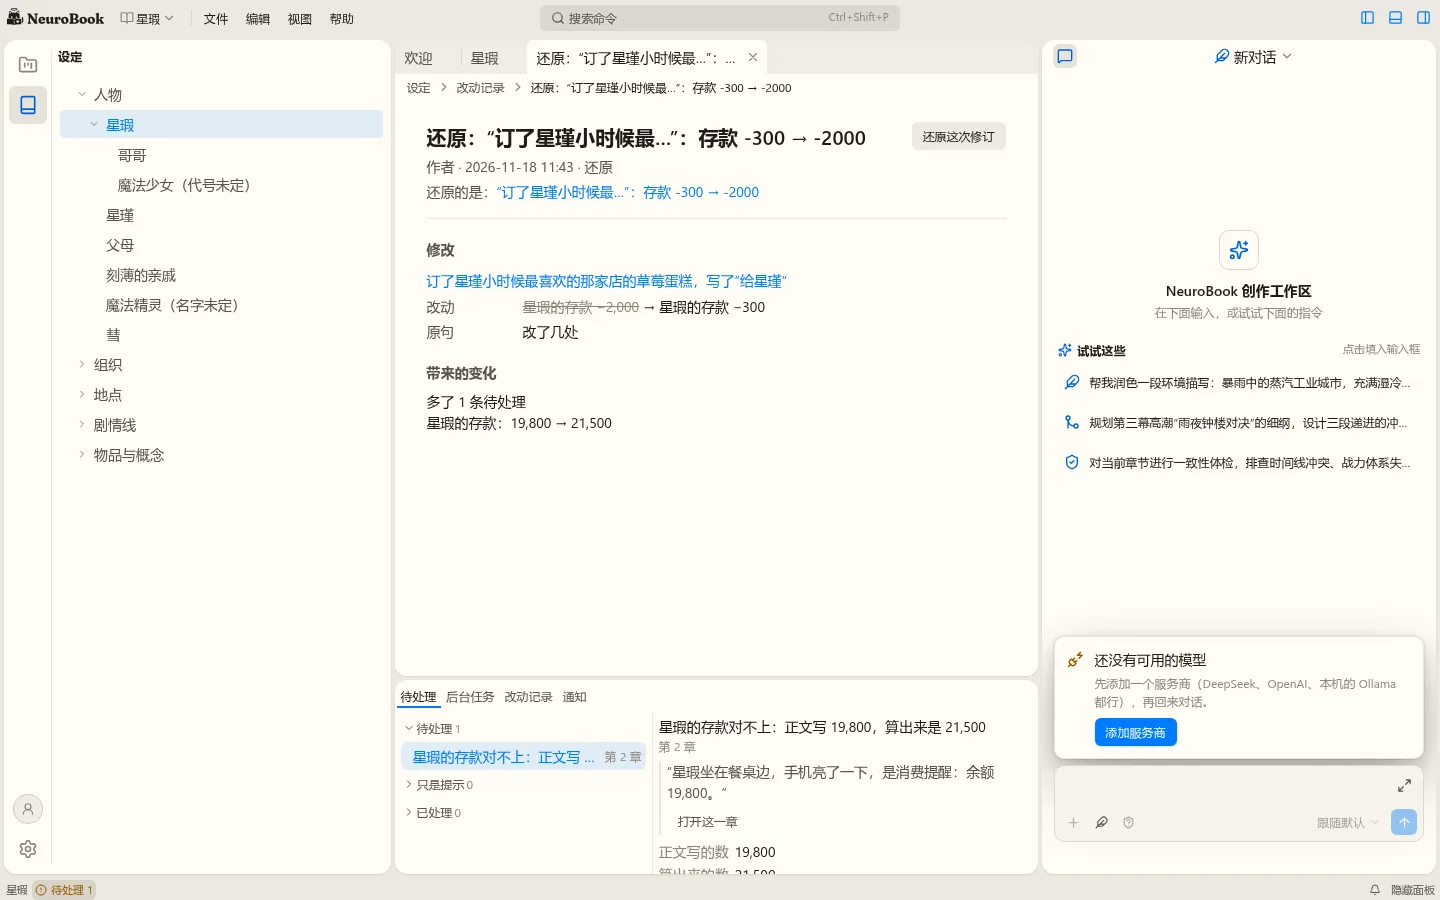 NeuroBook
星瑕
文件
编辑
视图
帮助
搜索命令
Ctrl+Shift+P
设定
人物
星瑕
哥哥
魔法少女（代号未定）
星瑾
父母
刻薄的亲戚
魔法精灵（名字未定）
彗
组织
地点
剧情线
物品与概念
欢迎
星瑕
还原：“订了星瑾小时候最…”：…
设定 > 改动记录 > 还原：“订了星瑾小时候最…”：存款 -300 → -2000
还原：“订了星瑾小时候最…”：存款 -300 → -2000
还原这次修订
作者 · 2026-11-18 11:43 · 还原
还原的是：“订了星瑾小时候最…”：存款 -300 → -2000
修改
订了星瑾小时候最喜欢的那家店的草莓蛋糕，写了“给星瑾”
改动 星瑕的存款 −2,000 → 星瑕的存款 −300
原句 改了几处
带来的变化
多了 1 条待处理
星瑕的存款：19,800 → 21,500
待处理
后台任务
改动记录
通知
待处理 1
星瑕的存款对不上：正文写 … 第 2 章
只是提示 0
已处理 0
星瑕的存款对不上：正文写 19,800，算出来是 21,500
第 2 章
“星瑕坐在餐桌边，手机亮了一下，是消费提醒：余额
19,800。”
打开这一章
正文写的数 19,800
算出来的数 21,500
新对话
NeuroBook 创作工作区
在下面输入，或试试下面的指令
试试这些
点击填入输入框
帮我润色一段环境描写：暴雨中的蒸汽工业城市，充满湿冷…
规划第三幕高潮“雨夜钟楼对决”的细纲，设计三段递进的冲…
对当前章节进行一致性体检，排查时间线冲突、战力体系失…
还没有可用的模型
先添加一个服务商（DeepSeek、OpenAI、本机的 Ollama
都行），再回来对话。
添加服务商
跟随默认
星瑕
待处理 1
隐藏面板